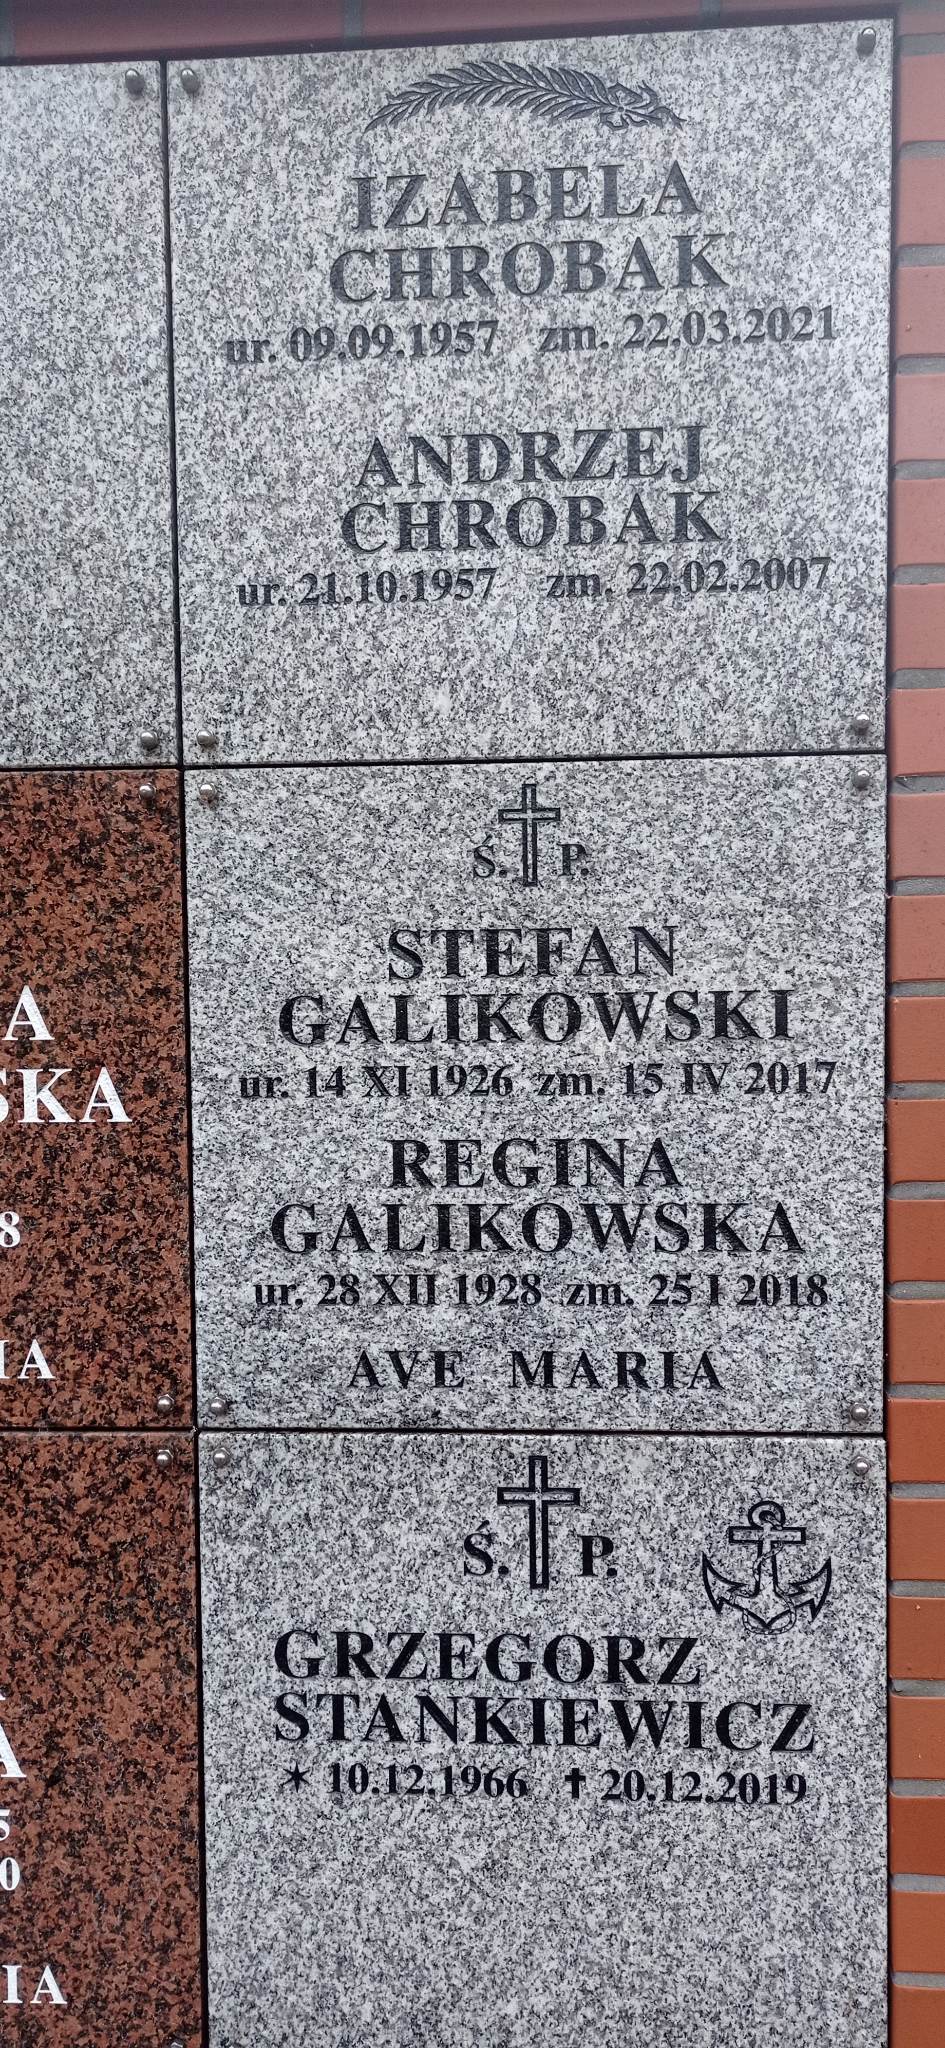 IZABELA
CHROBAK
ur. 09.09.1957 zm. 22.03.2021
ANDRZEJ
CHROBAK
ur. 21.10.1957 zm. 22.02.2007
Ś. P.
STEFAN
GALIKOWSKI
ur. 14 XI 1926 zm. 15 IV 2017
REGINA
GALIKOWSKA
ur. 28 XII 1928 zm. 25 I 2018
AVE MARIA
Ś. P.
GRZEGORZ
STANKIEWICZ
✶ 10.12.1966 ✝ 20.12.2019